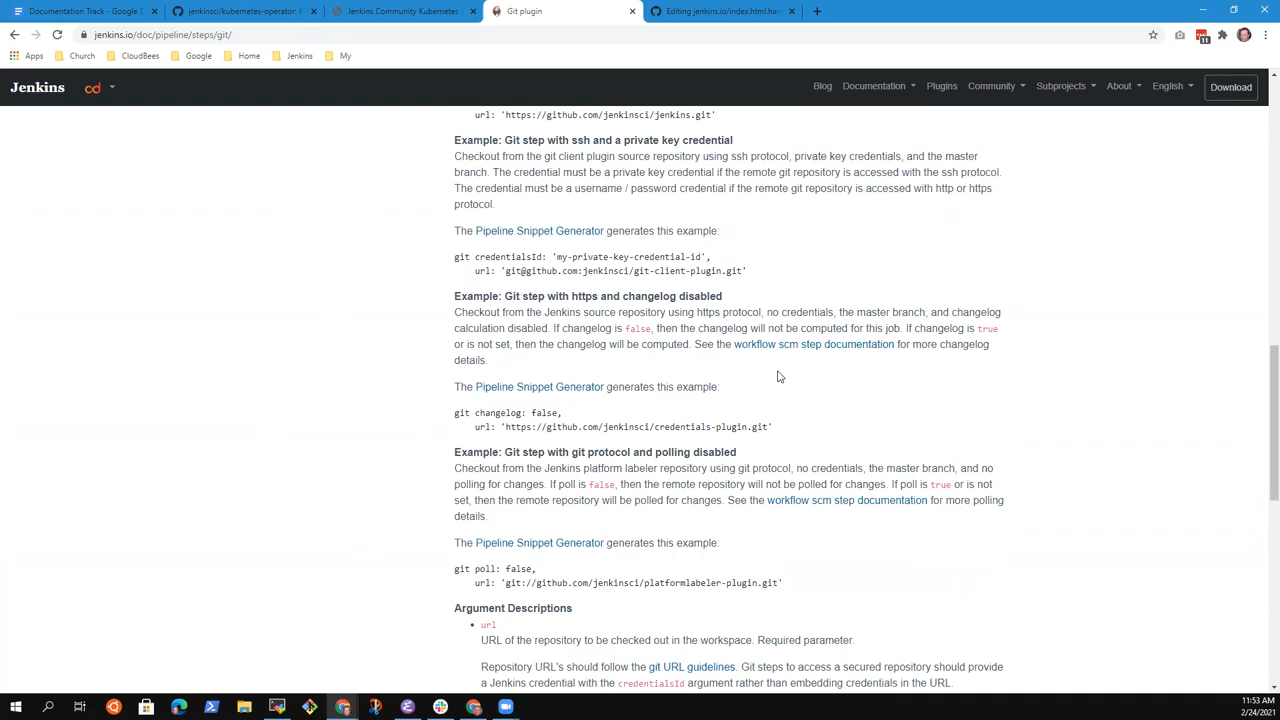 Documentation Track - Google D
jenkinsci/kubernetes-operator: K
Jenkins Community Kubernetes
Git plugin
Editing jenkins.io/index.html.ham
jenkins.io/doc/pipeline/steps/git/
Apps
Church
CloudBees
Google
Home
Jenkins
My
11
Jenkins
cd
Blog
Documentation
Plugins
Community
Subprojects
About
English
Download
url: 'https://github.com/jenkinsci/jenkins.git'
Example: Git step with ssh and a private key credential
Checkout from the git client plugin source repository using ssh protocol, private key credentials, and the master
branch. The credential must be a private key credential if the remote git repository is accessed with the ssh protocol.
The credential must be a username / password credential if the remote git repository is accessed with http or https
protocol.
The Pipeline Snippet Generator generates this example:
git credentialsId: 'my-private-key-credential-id',
url: 'git@github.com:jenkinsci/git-client-plugin.git'
Example: Git step with https and changelog disabled
Checkout from the Jenkins source repository using https protocol, no credentials, the master branch, and changelog
calculation disabled. If changelog is false, then the changelog will not be computed for this job. If changelog is true
or is not set, then the changelog will be computed. See the workflow scm step documentation for more changelog
details.
The Pipeline Snippet Generator generates this example:
git changelog: false,
url: 'https://github.com/jenkinsci/credentials-plugin.git'
Example: Git step with git protocol and polling disabled
Checkout from the Jenkins platform labeler repository using git protocol, no credentials, the master branch, and no
polling for changes. If poll is false, then the remote repository will not be polled for changes. If poll is true or is not
set, then the remote repository will be polled for changes. See the workflow scm step documentation for more polling
details.
The Pipeline Snippet Generator generates this example:
git poll: false,
url: 'git://github.com/jenkinsci/platformlabeler-plugin.git'
Argument Descriptions
url
URL of the repository to be checked out in the workspace. Required parameter.
Repository URL's should follow the git URL guidelines. Git steps to access a secured repository should provide
a Jenkins credential with the credentialsId argument rather than embedding credentials in the URL.
11:53 AM
2/24/2021